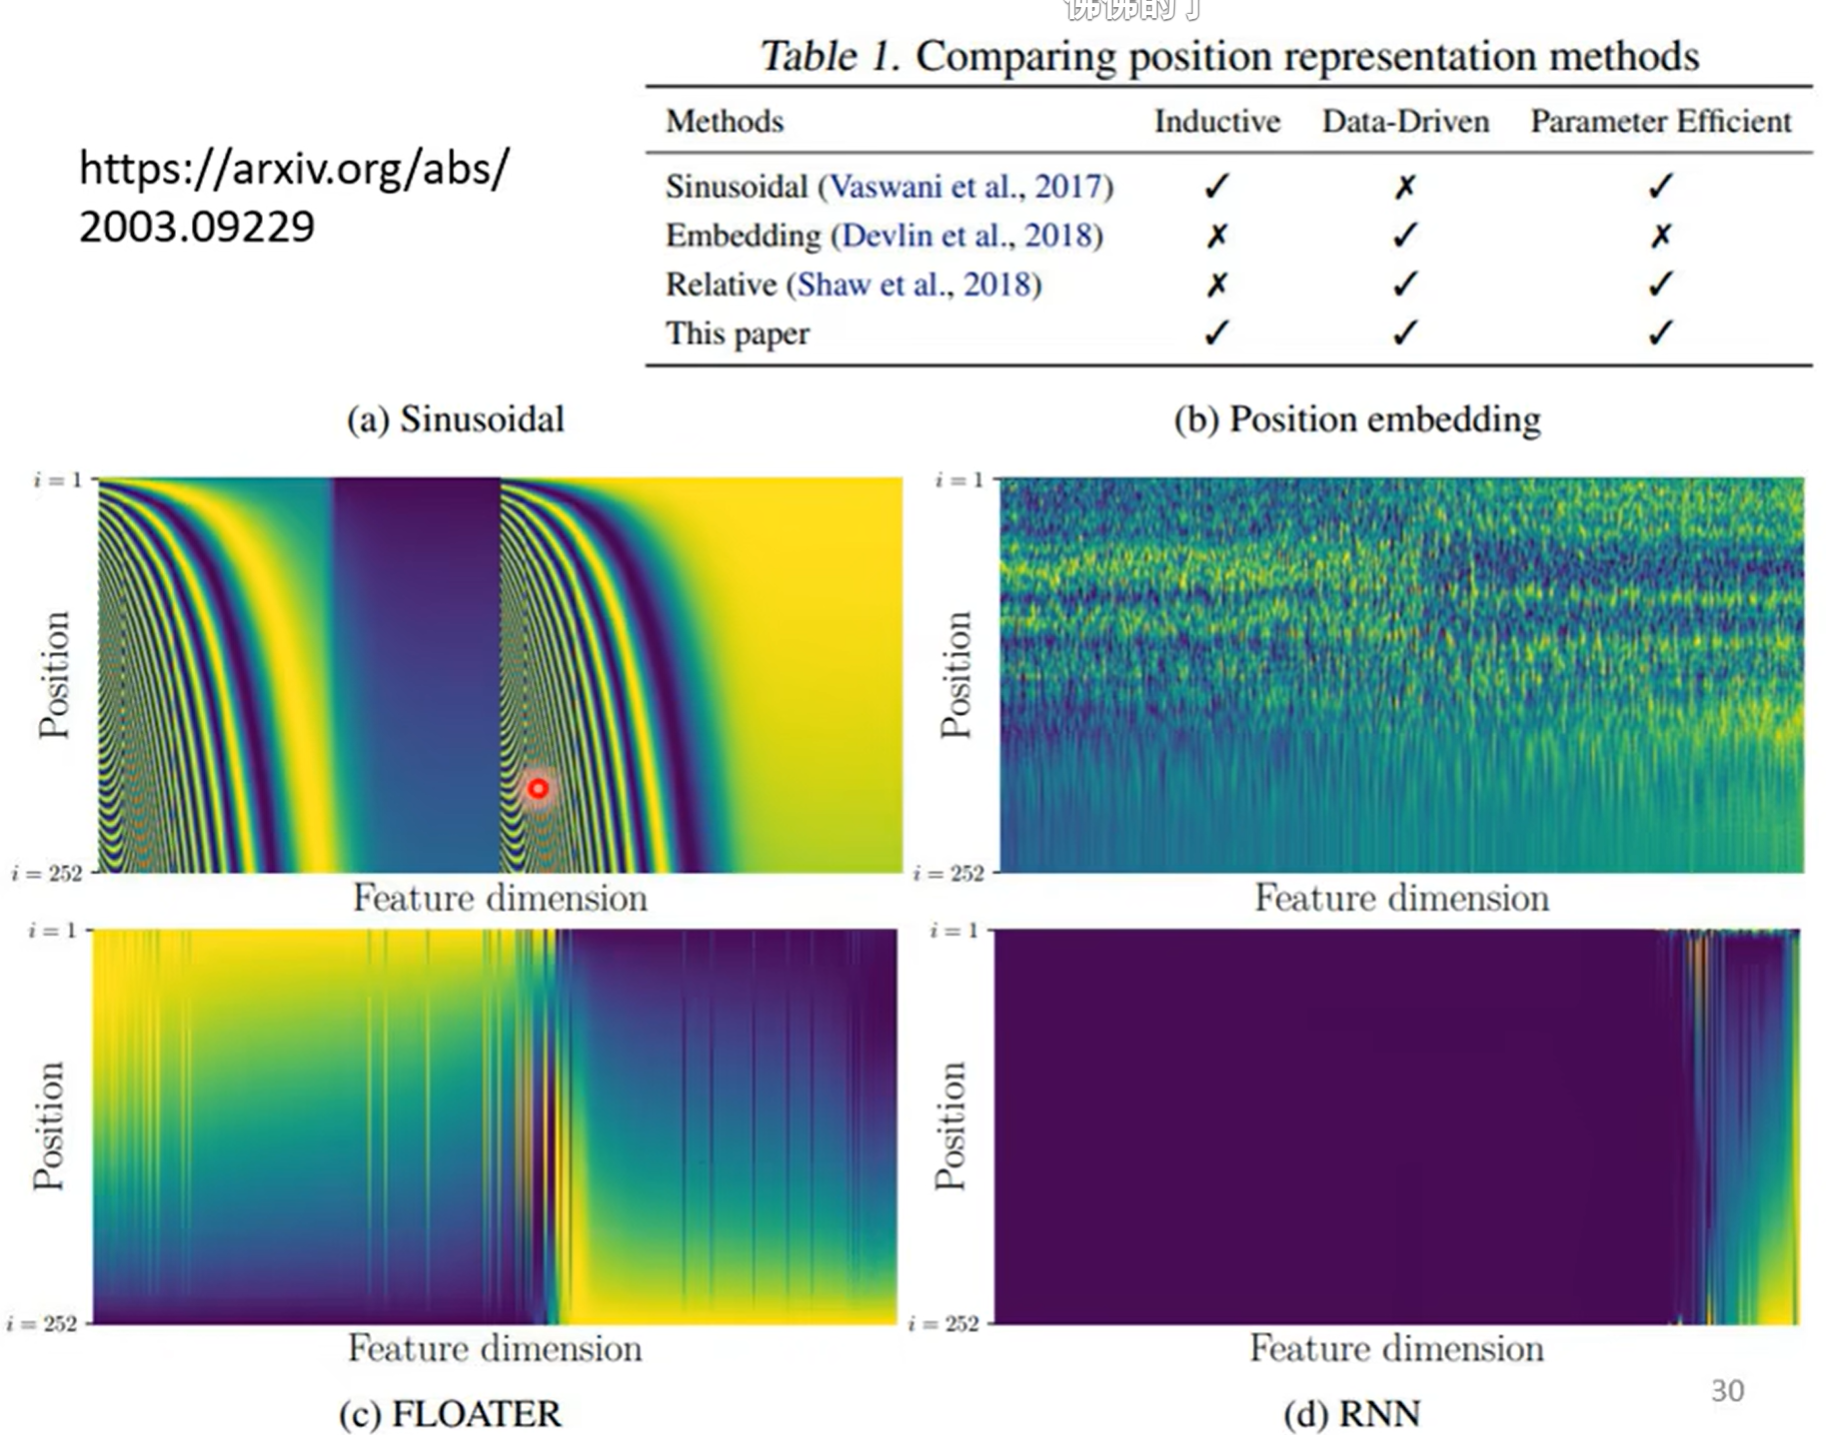 Table 1. Comparing position representation methods
https://arxiv.org/abs/
2003.09229
Methods Inductive Data-Driven Parameter Efficient
Sinusoidal (Vaswani et al., 2017) ✓ ✗ ✓
Embedding (Devlin et al., 2018) ✗ ✓ ✗
Relative (Shaw et al., 2018) ✗ ✓ ✓
This paper ✓ ✓ ✓
(a) Sinusoidal
i = 1
Position
i = 252
Feature dimension
(b) Position embedding
i = 1
Position
i = 252
Feature dimension
i = 1
Position
i = 252
Feature dimension
(c) FLOATER
i = 1
Position
i = 252
Feature dimension
(d) RNN
30